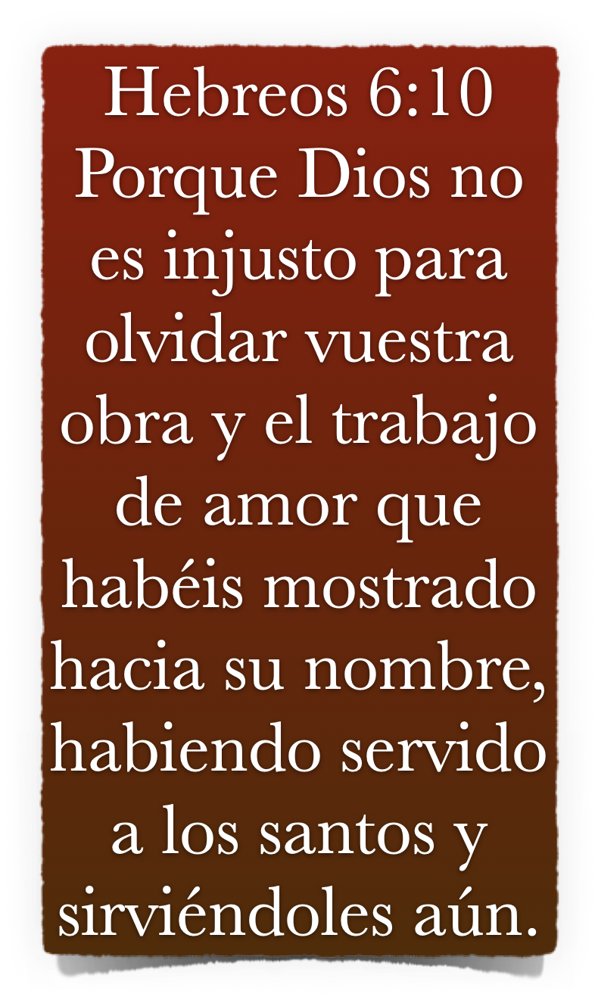 Hebreos 6:10
Porque Dios no
es injusto para
olvidar vuestra
obra y el trabajo
de amor que
habéis mostrado
hacia su nombre,
habiendo servido
a los santos y
sirviéndoles aún.